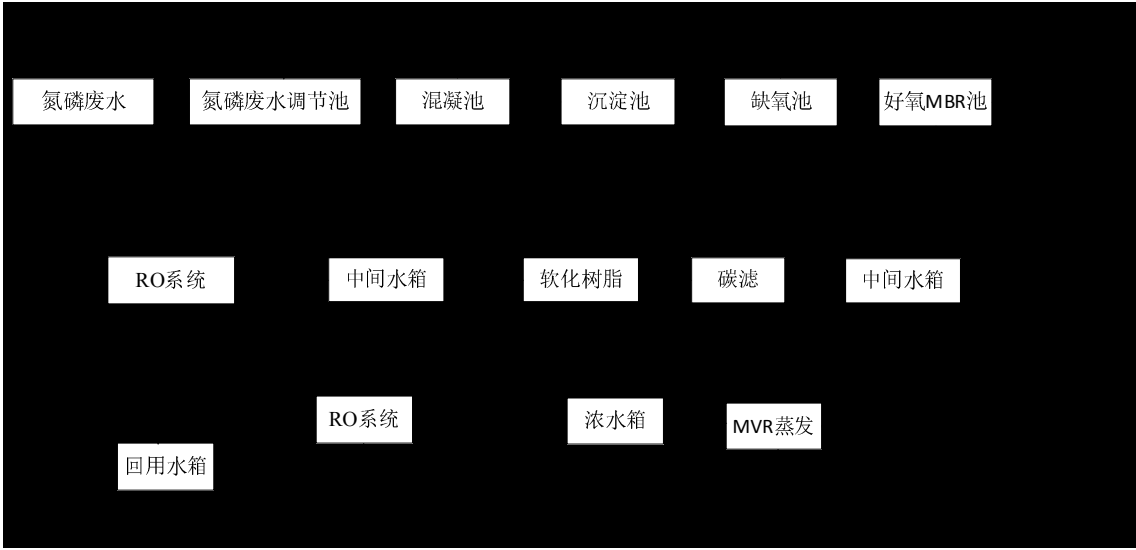 氮磷废水
氮磷废水调节池
混凝池
沉淀池
缺氧池
好氧MBR池
RO系统
中间水箱
软化树脂
碳滤
中间水箱
RO系统
浓水箱
MVR蒸发
回用水箱